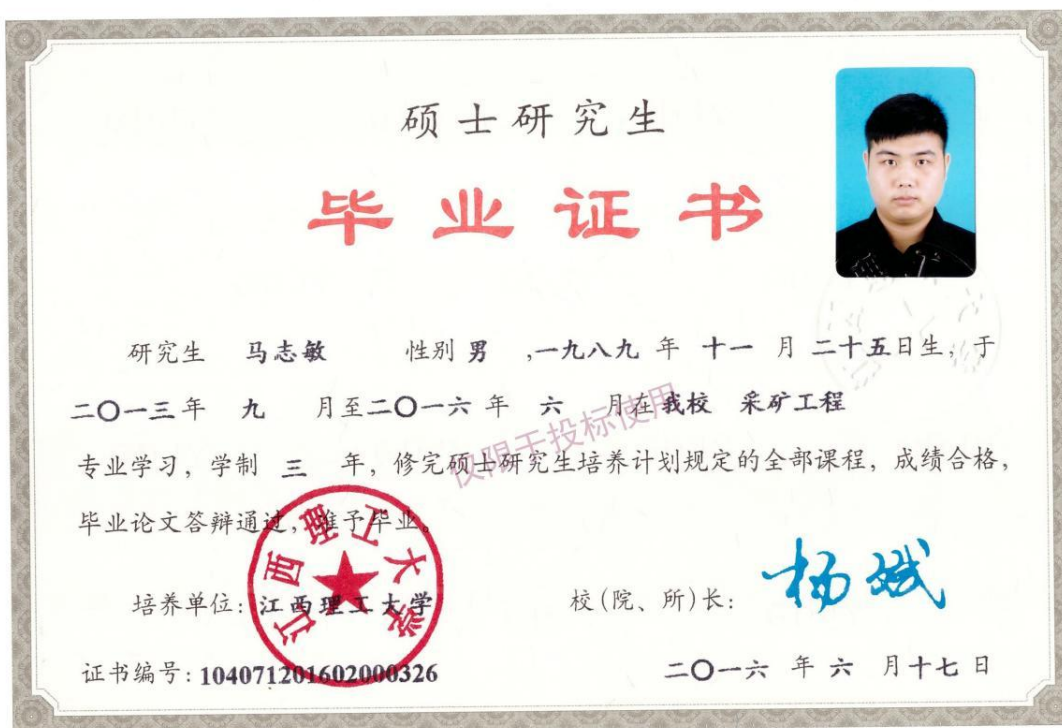 硕士研究生
毕业证书
研究生 马志敏 性别 男 ,一九八九 年 十一 月 二十五日生, 于
二〇一三年 九 月至二〇一六 年 六 月在 我校 采矿工程
仅限于投标使用
专业学习, 学制 三 年, 修完硕士研究生培养计划规定的全部课程, 成绩合格,
毕业论文答辩通过, 准予毕业。
江西理工大学
培养单位: 江西理工大学 校(院、所)长: 杨斌
证书编号: 104071201602000326 二〇一六 年 六 月 十七 日